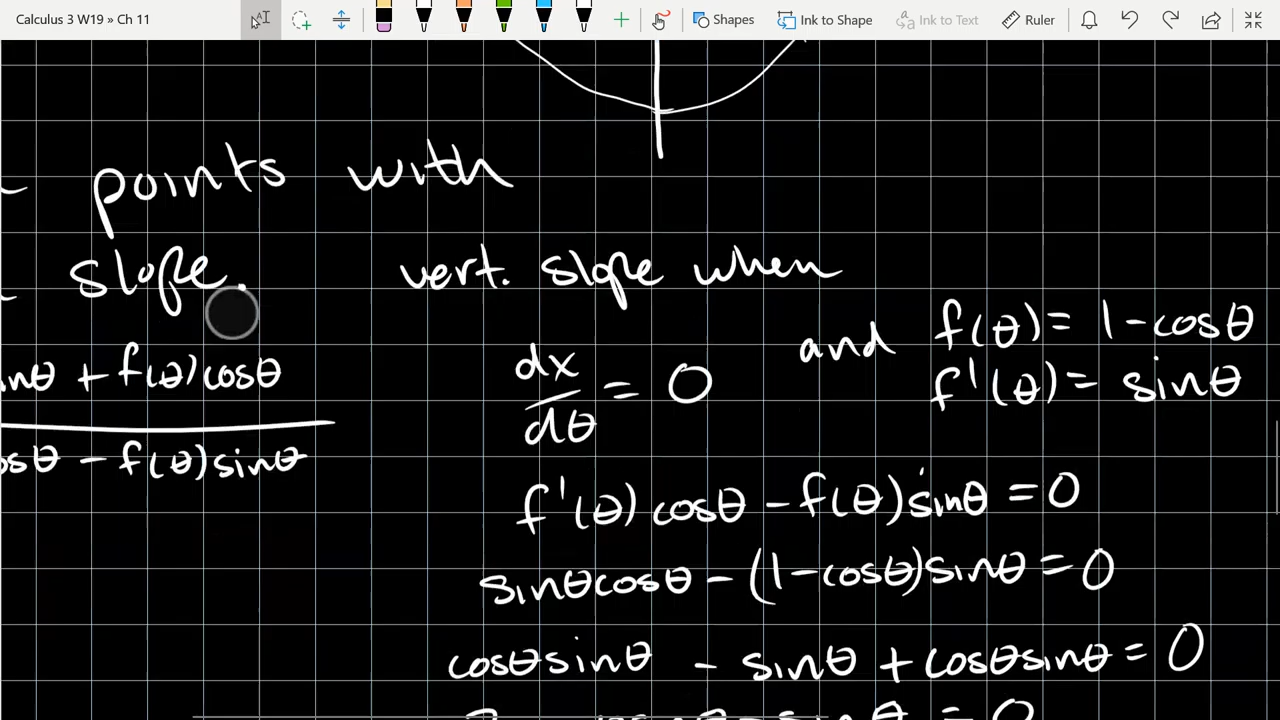 Calculus 3 W19 » Ch 11
Shapes
Ink to Shape
Ink to Text
Ruler
points with
slope.
vert. slope when
and f(θ) = 1 - cosθ
f'(θ) = sinθ
dx/dθ = 0
nθ + f(θ)cosθ
osθ - f(θ)sinθ
f'(θ)cosθ - f(θ)sinθ = 0
sinθcosθ - (1-cosθ)sinθ = 0
cosθsinθ - sinθ + cosθsinθ = 0